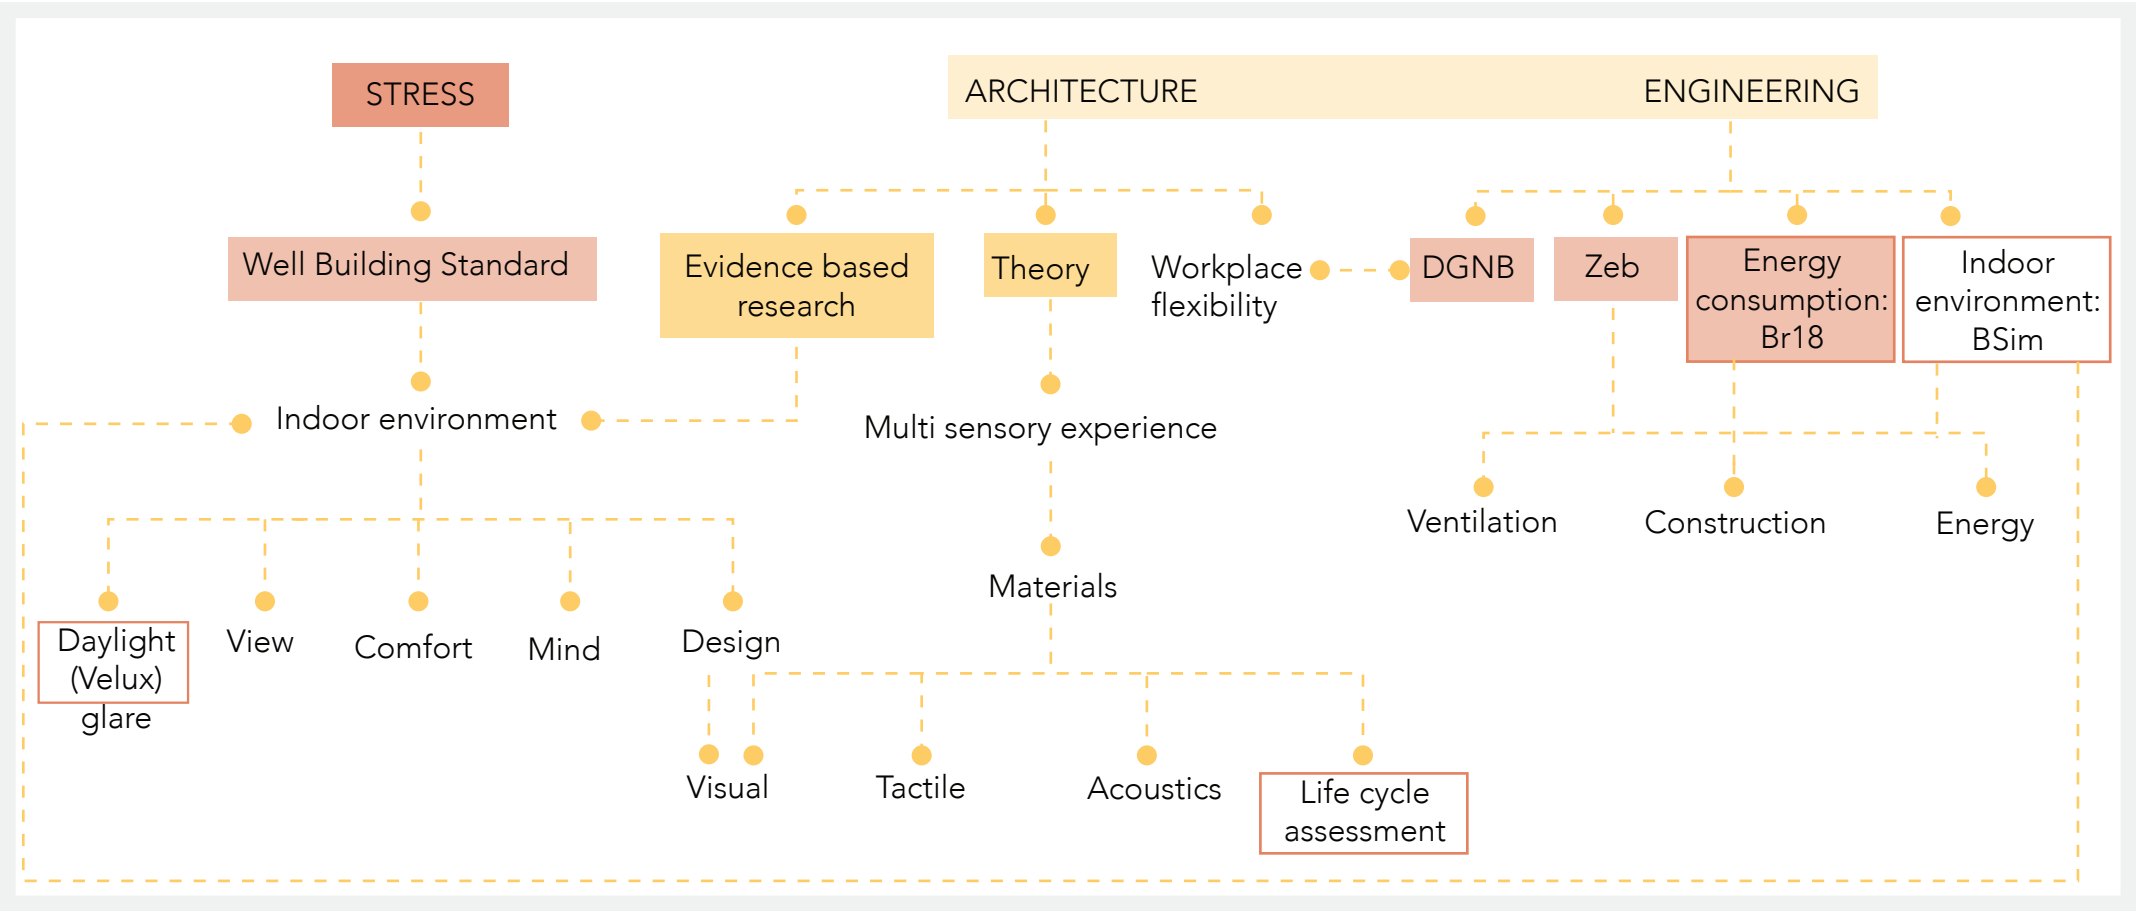 STRESS
ARCHITECTURE
ENGINEERING
Well Building Standard
Evidence based
research
Theory
Workplace
flexibility
DGNB
Zeb
Energy
consumption:
Br18
Indoor
environment:
BSim
Indoor environment
Multi sensory experience
Ventilation
Construction
Energy
Materials
Daylight
(Velux)
glare
View
Comfort
Mind
Design
Visual
Tactile
Acoustics
Life cycle
assessment